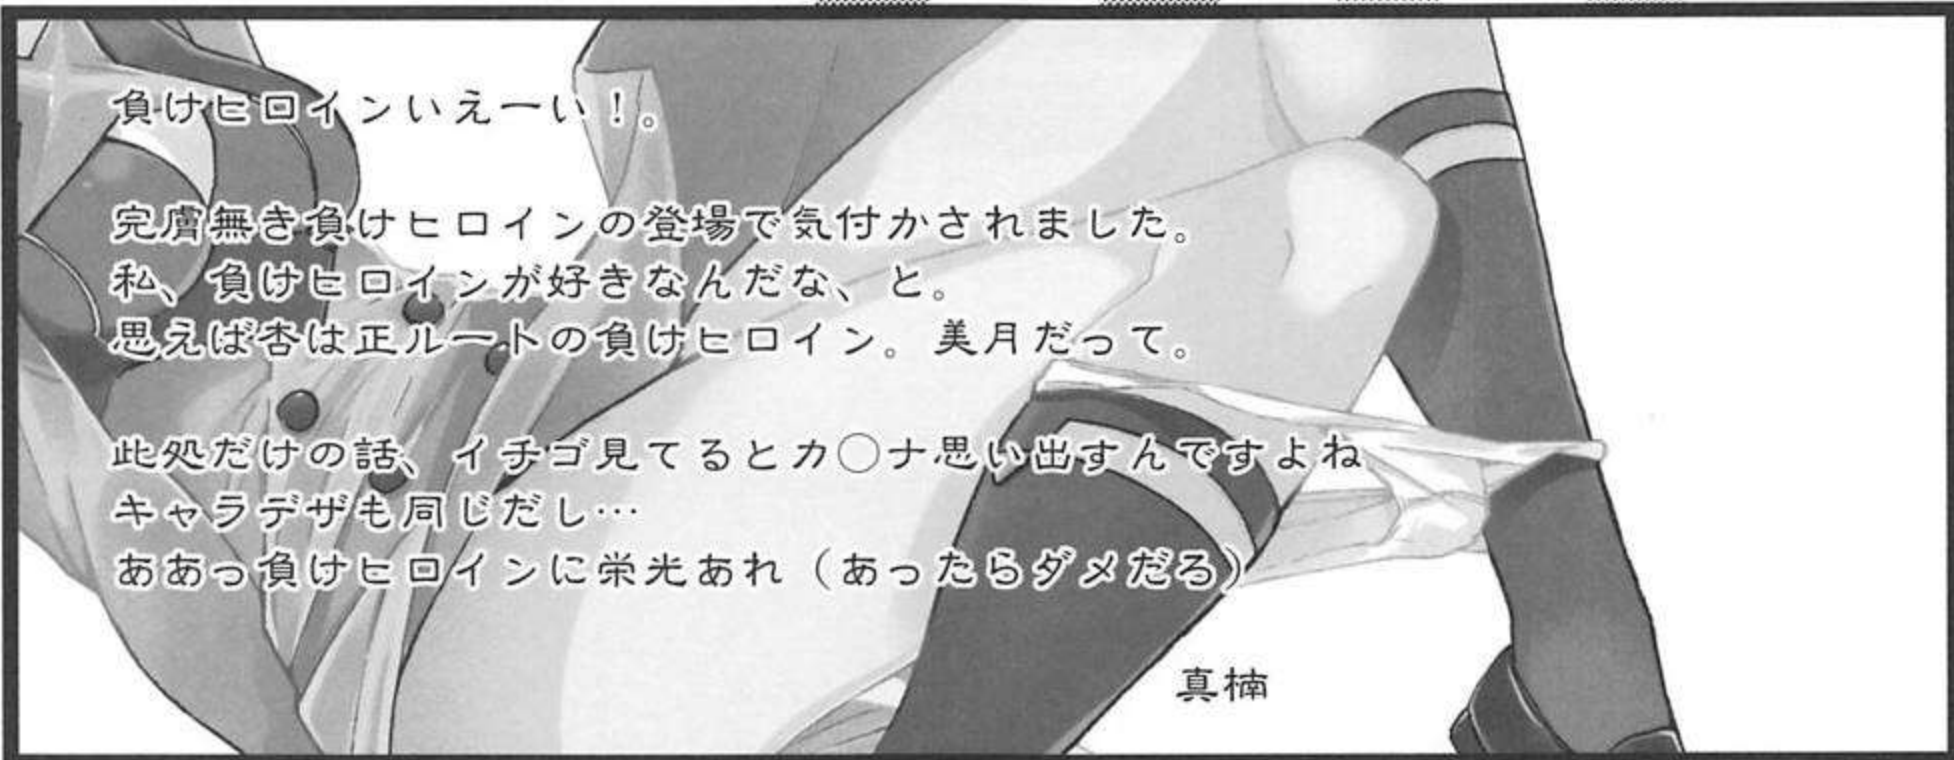 負けヒロインいえーい！。
完膚無き負けヒロインの登場で気付かされました。
私、負けヒロインが好きなんだな、と。
思えば杏は正ルートの負けヒロイン。美月だって。
此処だけの話、イチゴ見てるとカ◯ナ思い出すんですよね
キャラデザも同じだし…
ああっ負けヒロインに栄光あれ（あったらダメだろ）
真楠